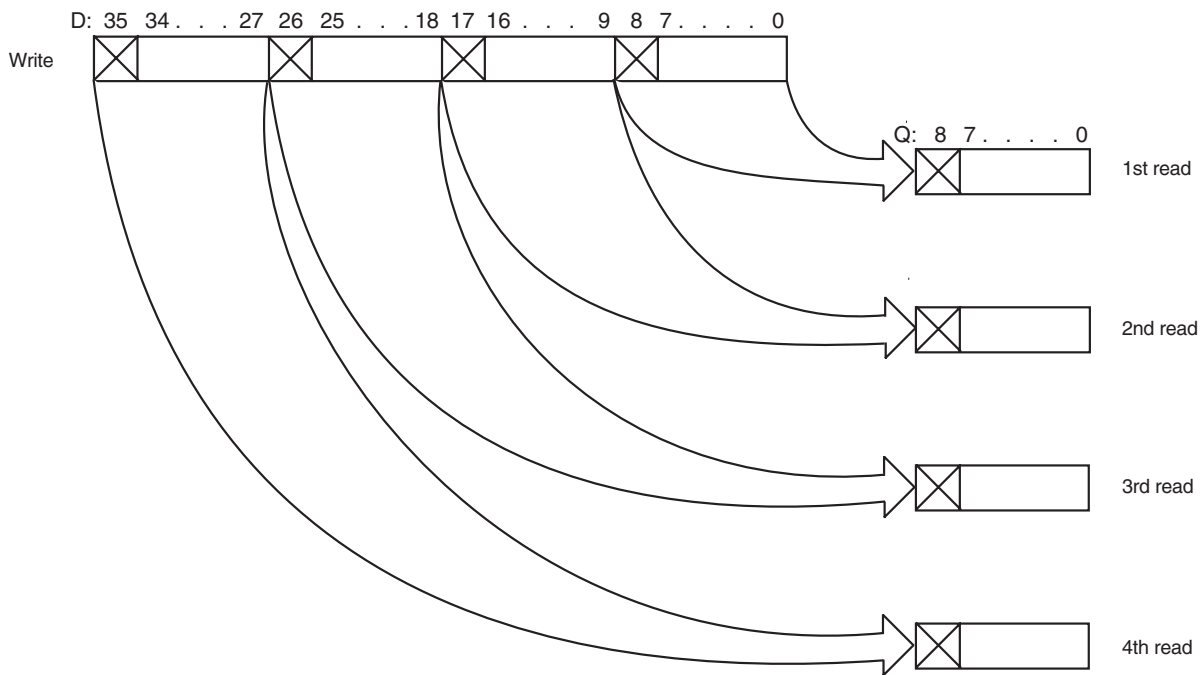 D: 35 34 . . . 27 26 25 . . . 18 17 16 . . . 9 8 7 . . . . 0
Write
Q: 8 7 . . . . 0
1st read
2nd read
3rd read
4th read